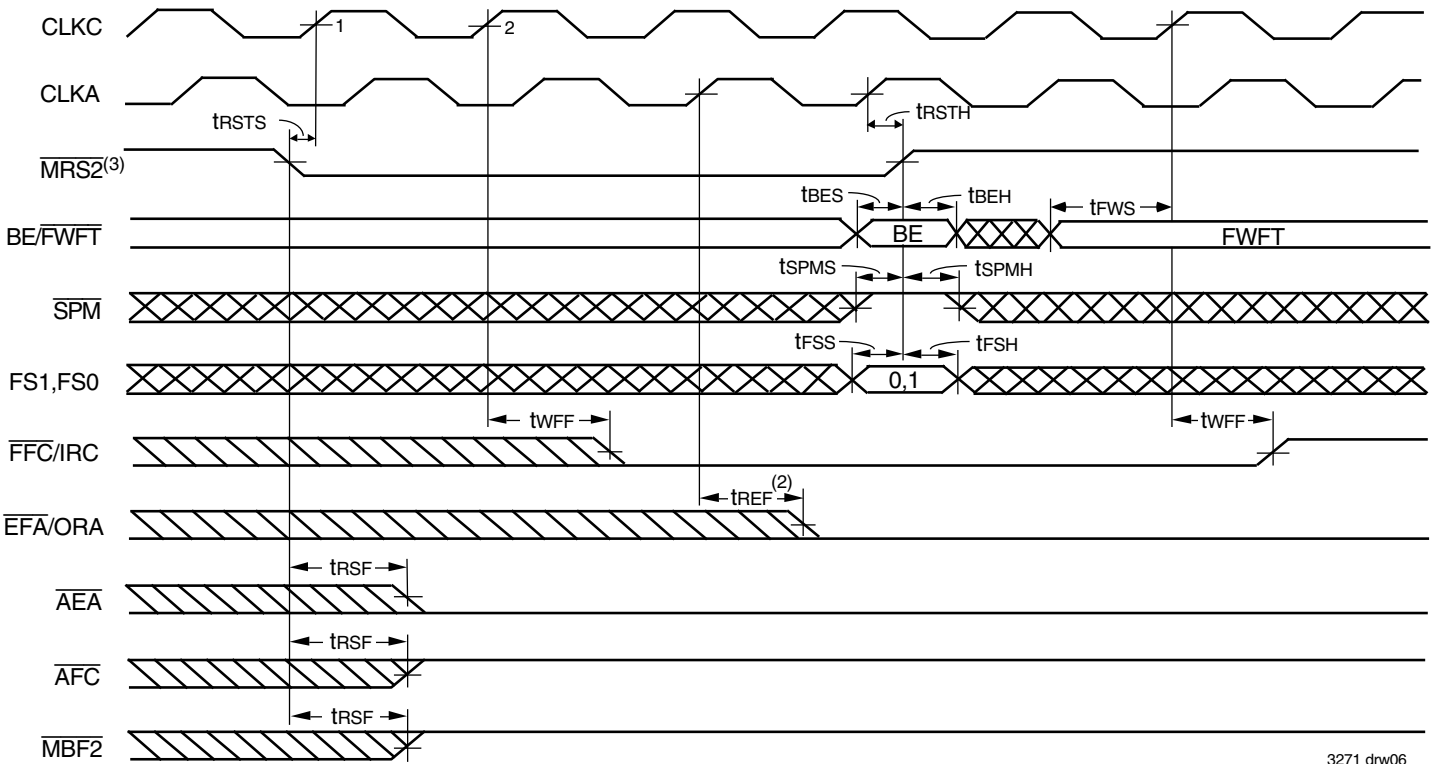 CLKC
1
2
CLKA
tRSTS
tRSTH
MRS2(3)
tBES
tBEH
tFWS
BE/FWFT
BE
FWFT
tSPMS
tSPMH
SPM
tFSS
tFSH
FS1,FS0
0,1
tWFF
tWFF
FFC/IRC
tREF(2)
EFA/ORA
tRSF
AEA
tRSF
AFC
tRSF
MBF2
3271 drw06